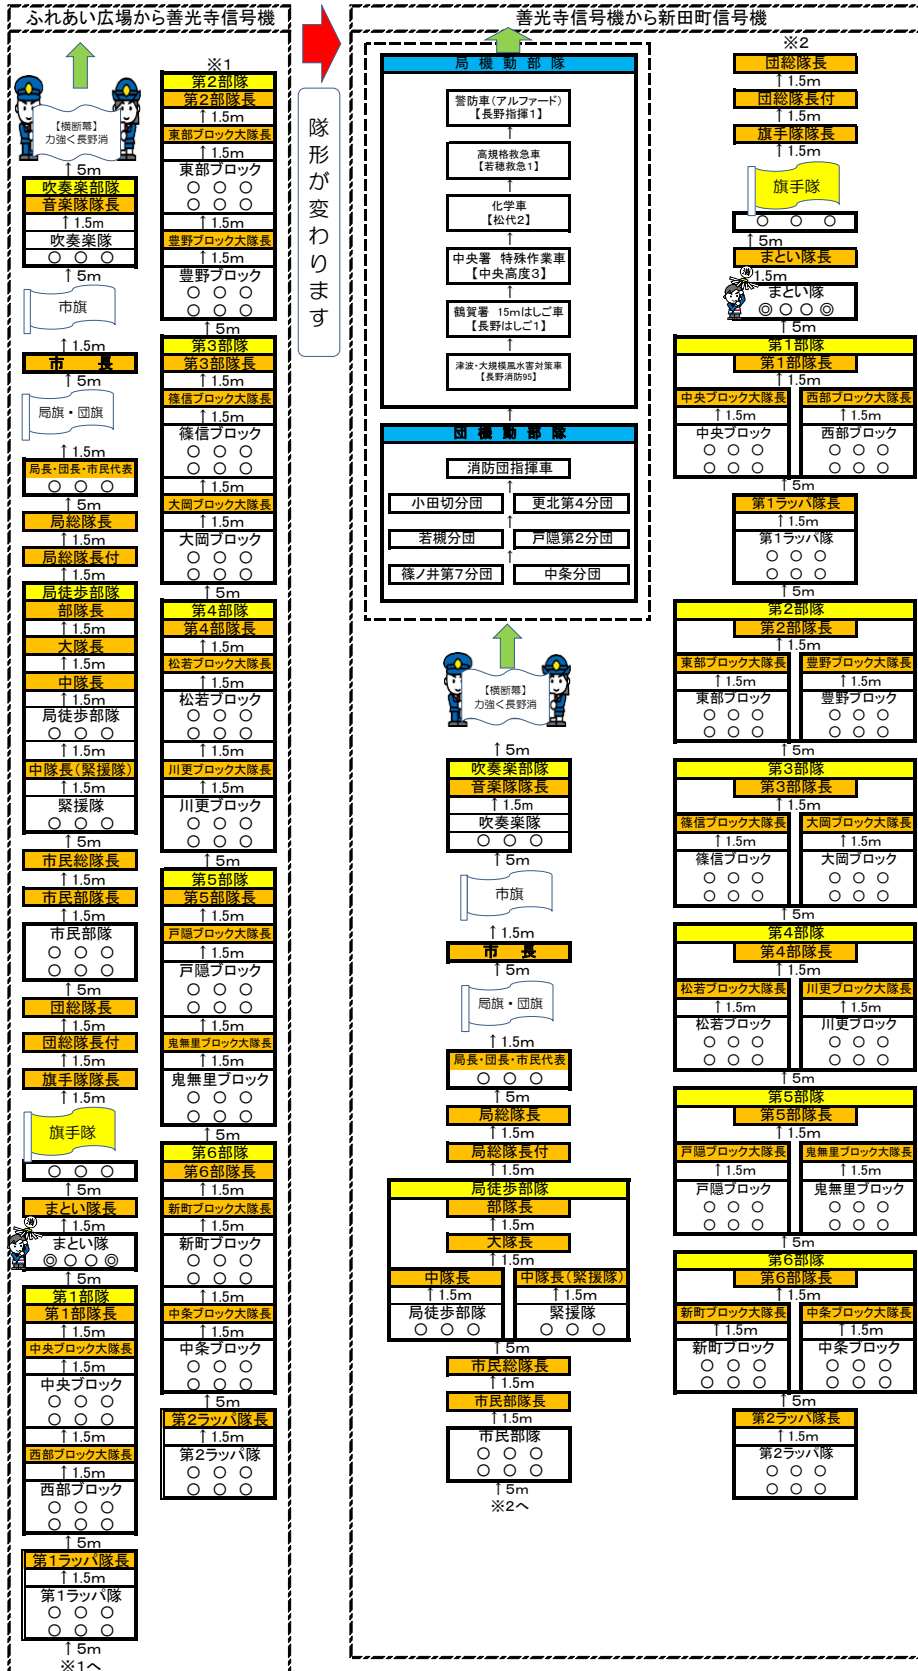 ふれあい広場から善光寺信号機
【横断幕】
力強く長野消
↑5m
吹奏楽部隊
音楽隊隊長
↑1.5m
吹奏楽隊
○ ○ ○
↑5m
市旗
↑1.5m
市　長
↑5m
局旗・団旗
↑1.5m
局長・団長・市民代表
○ ○ ○
↑5m
局総隊長
↑1.5m
局総隊長付
↑1.5m
局徒歩部隊
部隊長
↑1.5m
大隊長
↑1.5m
中隊長
↑1.5m
局徒歩部隊
○ ○ ○
↑1.5m
中隊長(緊援隊)
↑1.5m
緊援隊
○ ○ ○
↑5m
市民総隊長
↑1.5m
市民部隊長
↑1.5m
市民部隊
○ ○ ○
○ ○ ○
↑5m
団総隊長
↑1.5m
団総隊長付
↑1.5m
旗手隊隊長
↑1.5m
旗手隊
○ ○ ○
↑5m
まとい隊長
↑1.5m
まとい隊
◎ ○ ○ ◎
↑5m
第1部隊
第1部隊長
↑1.5m
中央ブロック大隊長
↑1.5m
中央ブロック
○ ○ ○
○ ○ ○
↑1.5m
西部ブロック大隊長
↑1.5m
西部ブロック
○ ○ ○
○ ○ ○
↑5m
第1ラッパ隊長
↑1.5m
第1ラッパ隊
○ ○ ○
○ ○ ○
↑5m
※1へ
※1
第2部隊
第2部隊長
↑1.5m
東部ブロック大隊長
↑1.5m
東部ブロック
○ ○ ○
○ ○ ○
↑1.5m
豊野ブロック大隊長
↑1.5m
豊野ブロック
○ ○ ○
○ ○ ○
↑5m
第3部隊
第3部隊長
↑1.5m
篠信ブロック大隊長
↑1.5m
篠信ブロック
○ ○ ○
○ ○ ○
↑1.5m
大岡ブロック大隊長
↑1.5m
大岡ブロック
○ ○ ○
○ ○ ○
↑5m
第4部隊
第4部隊長
↑1.5m
松若ブロック大隊長
↑1.5m
松若ブロック
○ ○ ○
○ ○ ○
↑1.5m
川更ブロック大隊長
↑1.5m
川更ブロック
○ ○ ○
○ ○ ○
↑5m
第5部隊
第5部隊長
↑1.5m
戸隠ブロック大隊長
↑1.5m
戸隠ブロック
○ ○ ○
○ ○ ○
↑1.5m
鬼無里ブロック大隊長
↑1.5m
鬼無里ブロック
○ ○ ○
○ ○ ○
↑5m
第6部隊
第6部隊長
↑1.5m
新町ブロック大隊長
↑1.5m
新町ブロック
○ ○ ○
○ ○ ○
↑1.5m
中条ブロック大隊長
↑1.5m
中条ブロック
○ ○ ○
○ ○ ○
↑5m
第2ラッパ隊長
↑1.5m
第2ラッパ隊
○ ○ ○
○ ○ ○
隊形が変わります
善光寺信号機から新田町信号機
局機動部隊
警防車(アルファード)
【長野指揮1】
↑
高規格救急車
【若穂救急1】
↑
化学車
【松代2】
↑
中央署 特殊作業車
【中央高度3】
↑
鶴賀署 15mはしご車
【長野はしご1】
↑
津波・大規模風水害対策車
【長野消防95】
↑
団機動部隊
消防団指揮車
↑
小田切分団 更北第4分団
↑
若槻分団 戸隠第2分団
↑
篠ノ井第7分団 中条分団
【横断幕】
力強く長野消
↑5m
吹奏楽部隊
音楽隊隊長
↑1.5m
吹奏楽隊
○ ○ ○
↑5m
市旗
↑1.5m
市　長
↑5m
局旗・団旗
↑1.5m
局長・団長・市民代表
○ ○ ○
↑5m
局総隊長
↑1.5m
局総隊長付
↑1.5m
局徒歩部隊
部隊長
↑1.5m
大隊長
↑1.5m
中隊長 中隊長(緊援隊)
↑1.5m ↑1.5m
局徒歩部隊 緊援隊
○ ○ ○ ○ ○ ○
↑5m
市民総隊長
↑1.5m
市民部隊長
↑1.5m
市民部隊
○ ○ ○
○ ○ ○
↑5m
※2へ
※2
団総隊長
↑1.5m
団総隊長付
↑1.5m
旗手隊隊長
↑1.5m
旗手隊
○ ○ ○
↑5m
まとい隊長
↑1.5m
まとい隊
◎ ○ ○ ◎
↑5m
第1部隊
第1部隊長
↑1.5m
中央ブロック大隊長 西部ブロック大隊長
↑1.5m ↑1.5m
中央ブロック 西部ブロック
○ ○ ○ ○ ○ ○
○ ○ ○ ○ ○ ○
↑5m
第1ラッパ隊長
↑1.5m
第1ラッパ隊
○ ○ ○
○ ○ ○
↑5m
第2部隊
第2部隊長
↑1.5m
東部ブロック大隊長 豊野ブロック大隊長
↑1.5m ↑1.5m
東部ブロック 豊野ブロック
○ ○ ○ ○ ○ ○
○ ○ ○ ○ ○ ○
↑5m
第3部隊
第3部隊長
↑1.5m
篠信ブロック大隊長 大岡ブロック大隊長
↑1.5m ↑1.5m
篠信ブロック 大岡ブロック
○ ○ ○ ○ ○ ○
○ ○ ○ ○ ○ ○
↑5m
第4部隊
第4部隊長
↑1.5m
松若ブロック大隊長 川更ブロック大隊長
↑1.5m ↑1.5m
松若ブロック 川更ブロック
○ ○ ○ ○ ○ ○
○ ○ ○ ○ ○ ○
↑5m
第5部隊
第5部隊長
↑1.5m
戸隠ブロック大隊長 鬼無里ブロック大隊長
↑1.5m ↑1.5m
戸隠ブロック 鬼無里ブロック
○ ○ ○ ○ ○ ○
○ ○ ○ ○ ○ ○
↑5m
第6部隊
第6部隊長
↑1.5m
新町ブロック大隊長 中条ブロック大隊長
↑1.5m ↑1.5m
新町ブロック 中条ブロック
○ ○ ○ ○ ○ ○
○ ○ ○ ○ ○ ○
↑5m
第2ラッパ隊長
↑1.5m
第2ラッパ隊
○ ○ ○
○ ○ ○